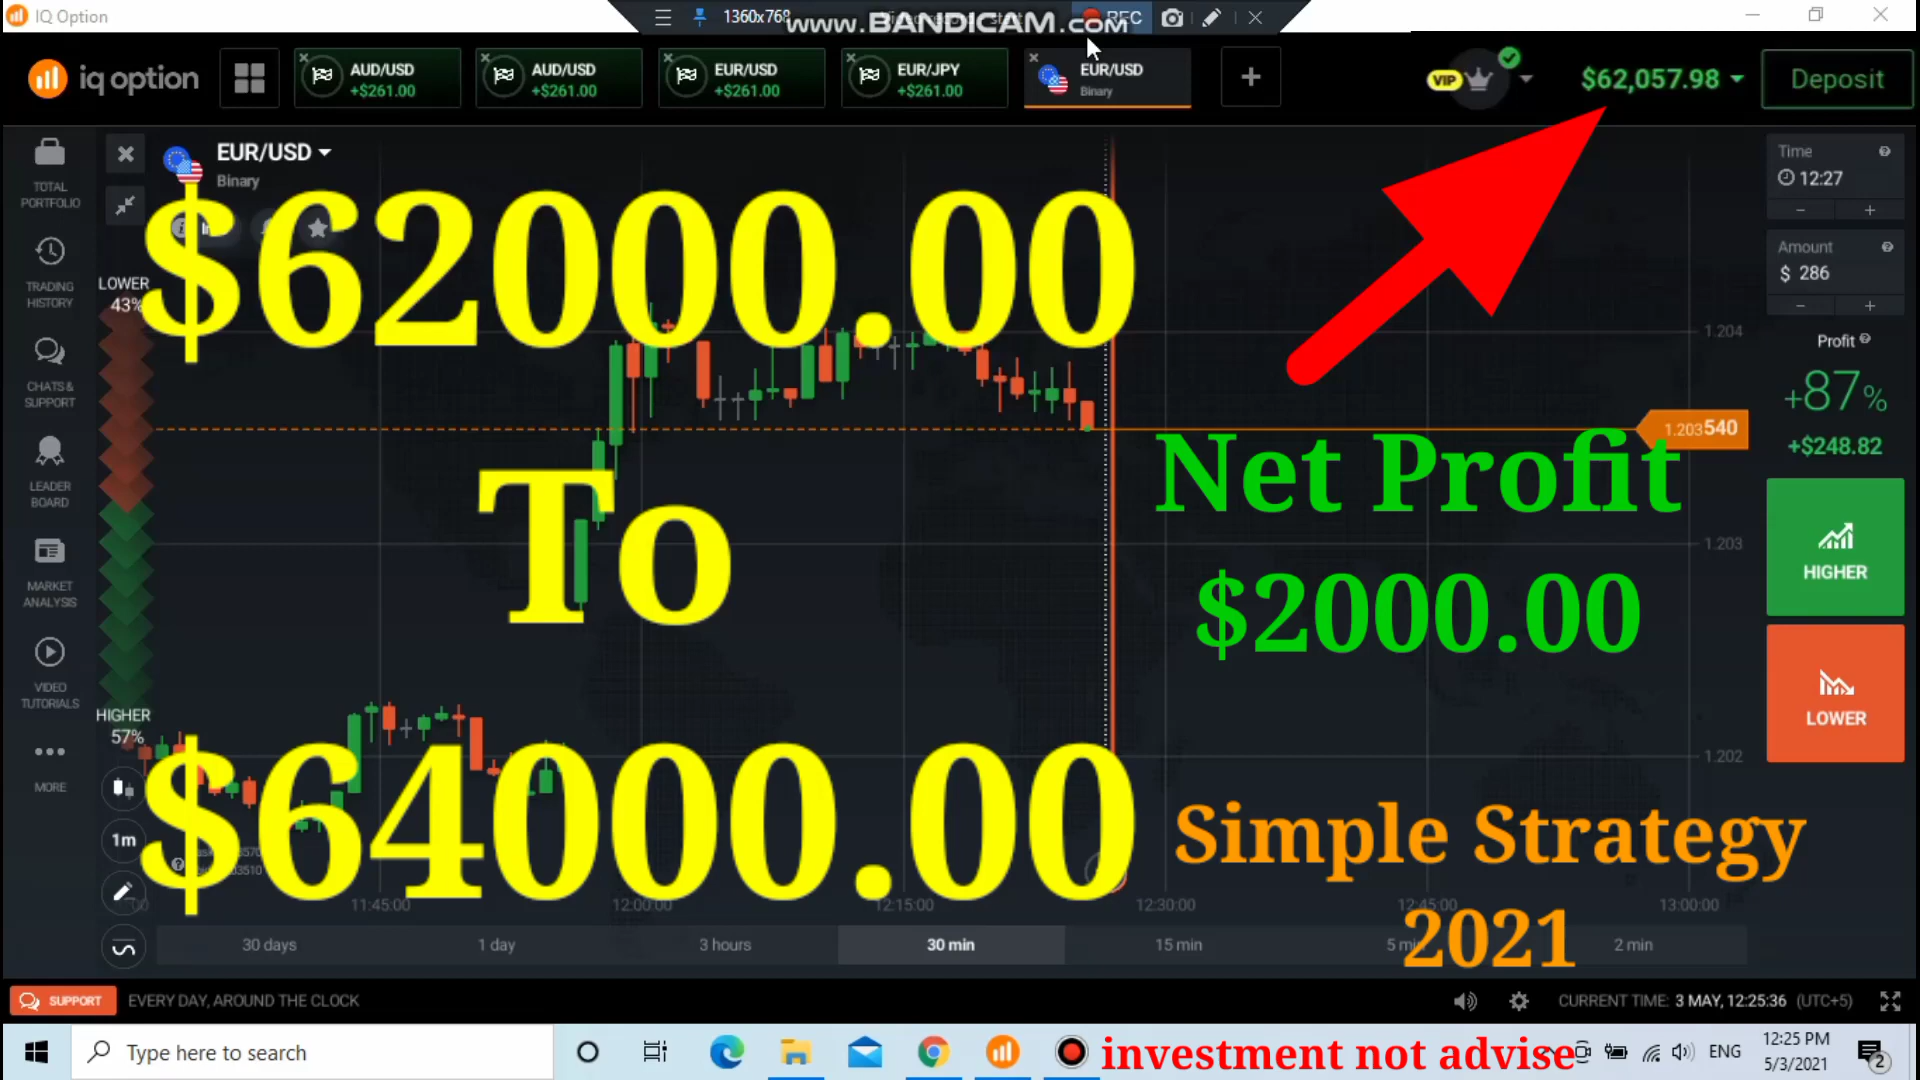 IQ Option
1360x768
www.BANDICAM.com
REC
iq option
AUD/USD
+$261.00
AUD/USD
+$261.00
EUR/USD
+$261.00
EUR/JPY
+$261.00
EUR/USD
Binary
VIP
$62,057.98
Deposit
TOTAL
PORTFOLIO
TRADING
HISTORY
CHATS &
SUPPORT
LEADER
BOARD
MARKET
ANALYSIS
VIDEO
TUTORIALS
MORE
EUR/USD
Binary
LOWER
43%
HIGHER
57%
1m
$62000.00
To
$64000.00
Net Profit
$2000.00
Simple Strategy
2021
1.204
1.203540
1.203
1.202
Time
12:27
Amount
$ 286
Profit
+87%
+$248.82
HIGHER
LOWER
11:45:00
12:00:00
12:15:00
12:30:00
12:45:00
13:00:00
30 days
1 day
3 hours
30 min
15 min
5 min
2 min
SUPPORT
EVERY DAY, AROUND THE CLOCK
CURRENT TIME: 3 MAY, 12:25:36 (UTC+5)
Type here to search
investment not advise
ENG
12:25 PM
5/3/2021
2